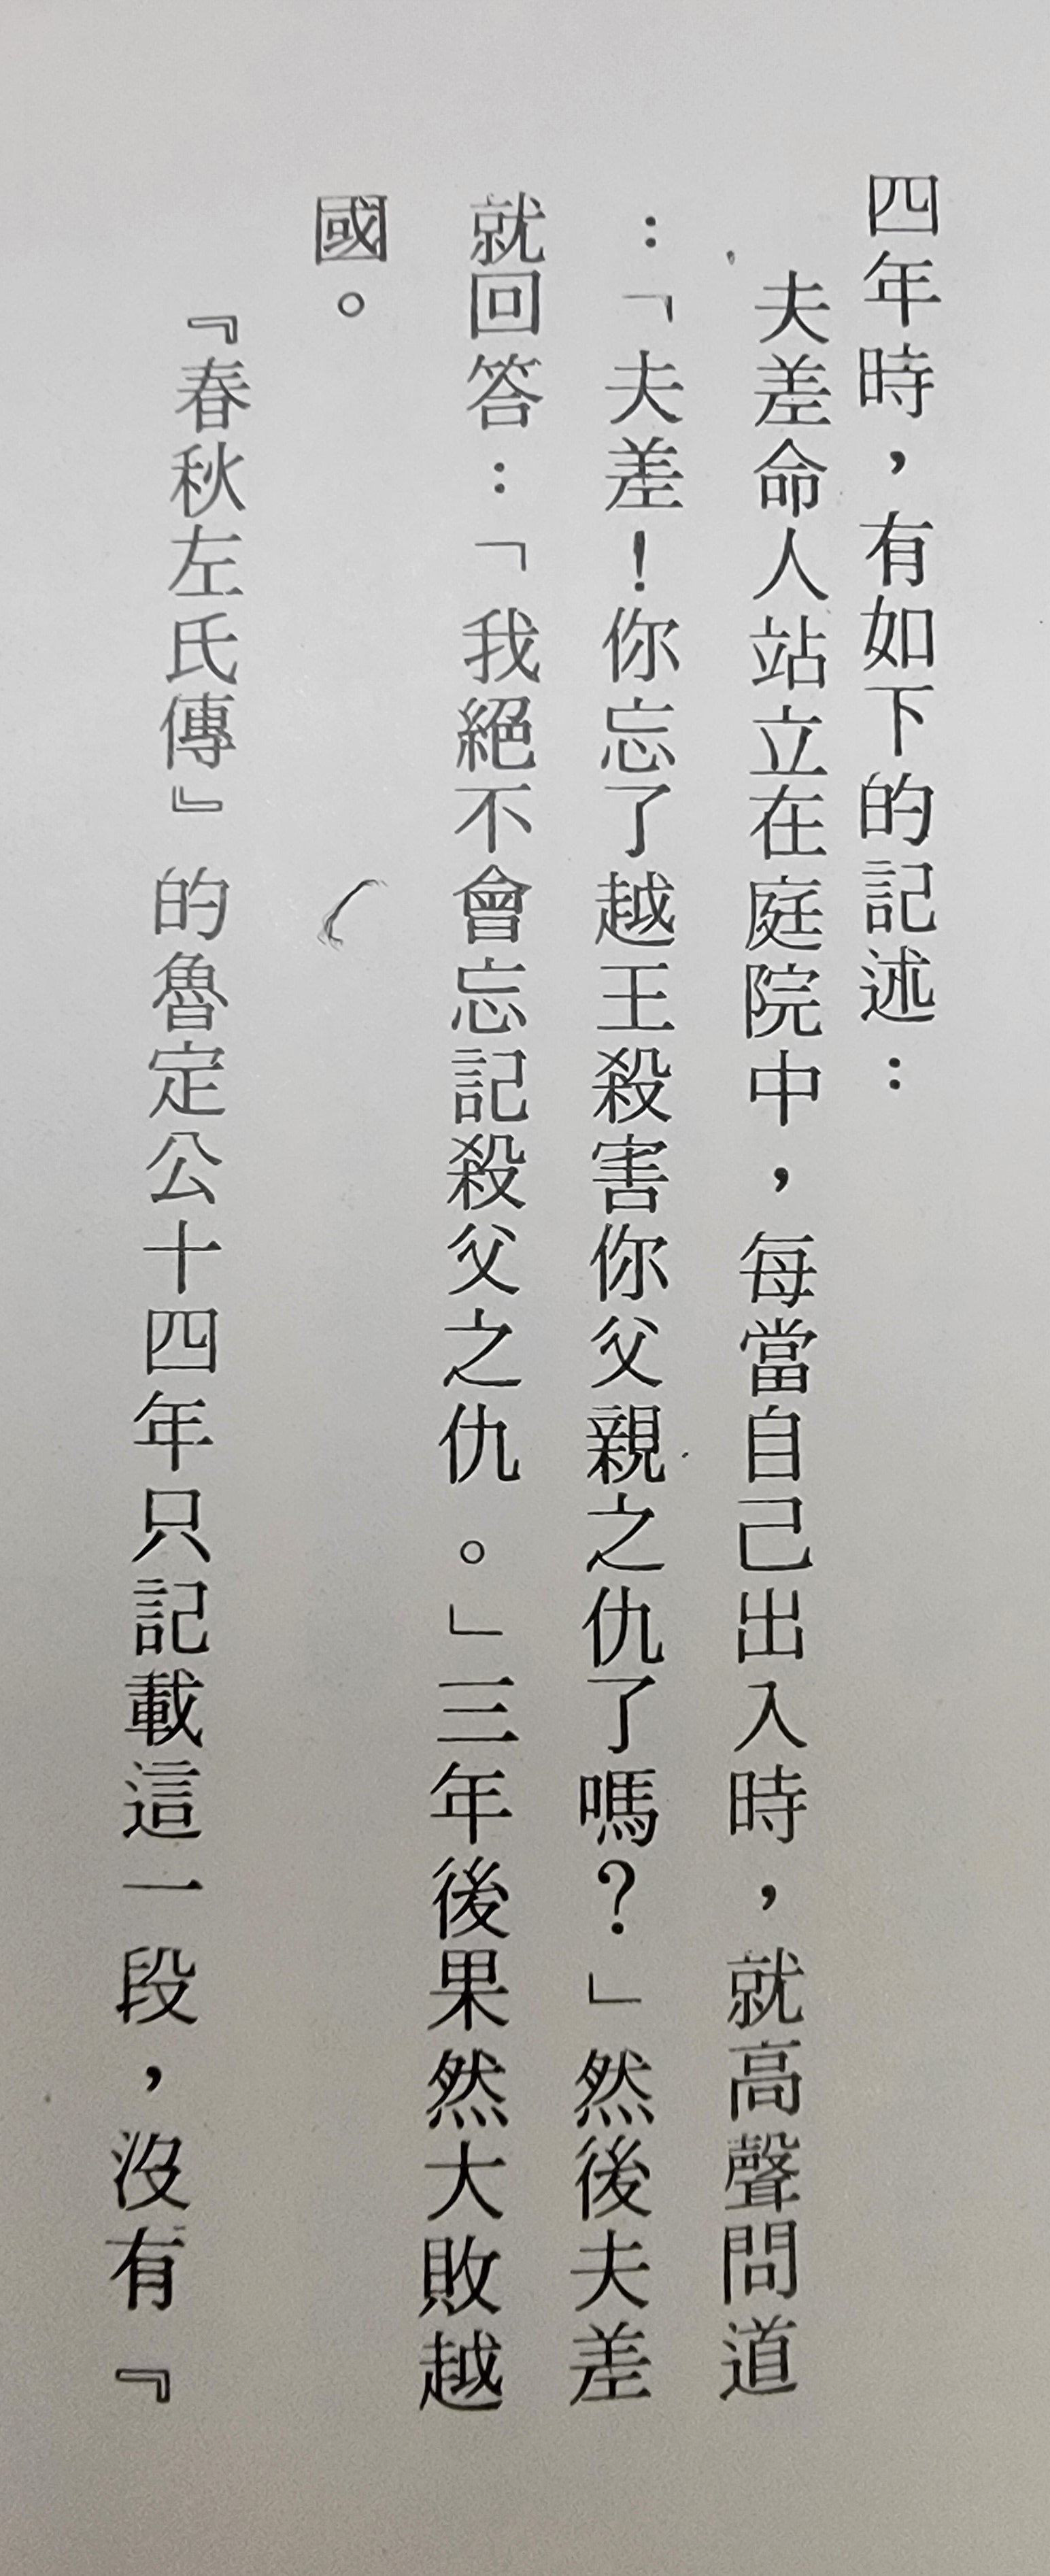 四年時，有如下的記述：
夫差命人站立在庭院中，每當自己出入時，就高聲問道
：「夫差！你忘了越王殺害你父親之仇了嗎？」然後夫差
就回答：「我絕不會忘記殺父之仇。」三年後果然大敗越
國。
『春秋左氏傳』的魯定公十四年只記載這一段，沒有『